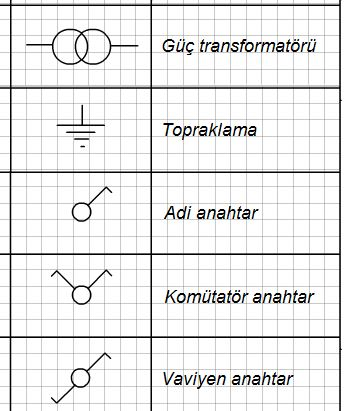 Güç transformatörü
Topraklama
Adi anahtar
Komütatör anahtar
Vaviyen anahtar